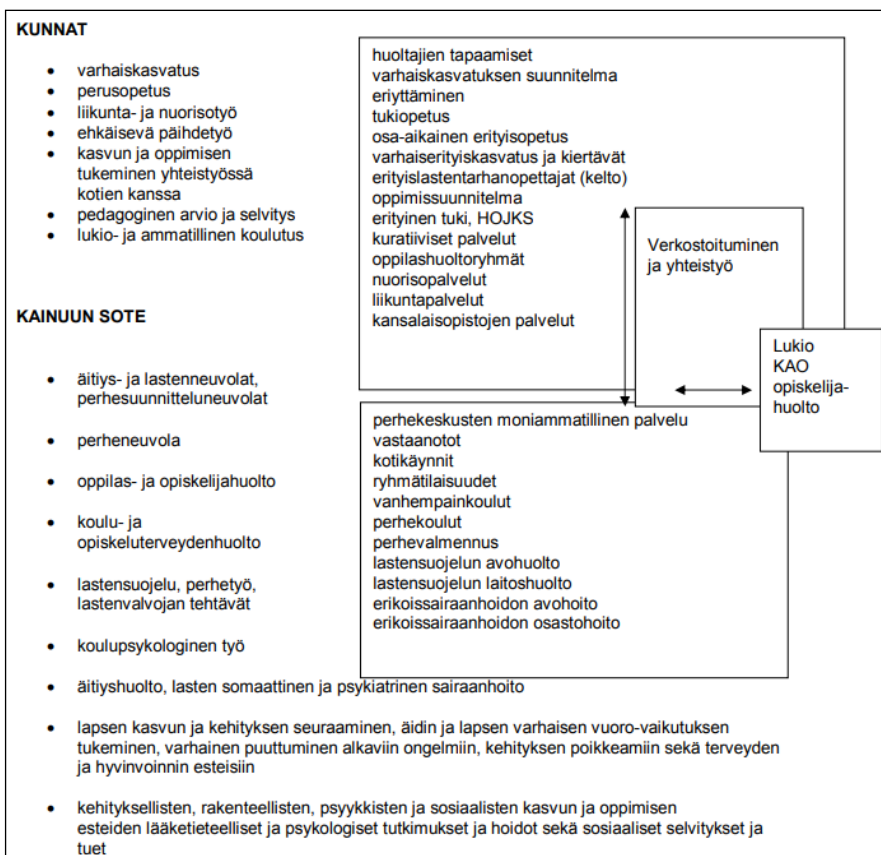 KUNNAT
• varhaiskasvatus
• perusopetus
• liikunta- ja nuorisotyö
• ehkäisevä päihdetyö
• kasvun ja oppimisen
tukeminen yhteistyössä
kotien kanssa
• pedagoginen arvio ja selvitys
• lukio- ja ammatillinen koulutus
huoltajien tapaamiset
varhaiskasvatuksen suunnitelma
eriyttäminen
tukiopetus
osa-aikainen erityisopetus
varhaiserityiskasvatus ja kiertävät
erityislastentarhanopettajat (kelto)
oppimissuunnitelma
erityinen tuki, HOJKS
kuratiiviset palvelut
oppilashuoltoryhmät
nuorisopalvelut
liikuntapalvelut
kansalaisopistojen palvelut
Verkostoituminen
ja yhteistyö
Lukio
KAO
opiskelija-
huolto
KAINUUN SOTE
• äitiys- ja lastenneuvolat,
perhesuunnitteluneuvolat
• perheneuvola
• oppilas- ja opiskelijahuolto
• koulu- ja
opiskeluterveydenhuolto
• lastensuojelu, perhetyö,
lastenvalvojan tehtävät
• koulupsykologinen työ
perhekeskusten moniammatillinen palvelu
vastaanotot
kotikäynnit
ryhmätilaisuudet
vanhempainkoulut
perhekoulut
perhevalmennus
lastensuojelun avohuolto
lastensuojelun laitoshuolto
erikoissairaanhoidon avohoito
erikoissairaanhoidon osastohoito
• äitiyshuolto, lasten somaattinen ja psykiatrinen sairaanhoito
• lapsen kasvun ja kehityksen seuraaminen, äidin ja lapsen varhaisen vuoro-vaikutuksen
tukeminen, varhainen puuttuminen alkaviin ongelmiin, kehityksen poikkeamiin sekä terveyden
ja hyvinvoinnin esteisiin
• kehityksellisten, rakenteellisten, psyykkisten ja sosiaalisten kasvun ja oppimisen
esteiden lääketieteelliset ja psykologiset tutkimukset ja hoidot sekä sosiaaliset selvitykset ja
tuet